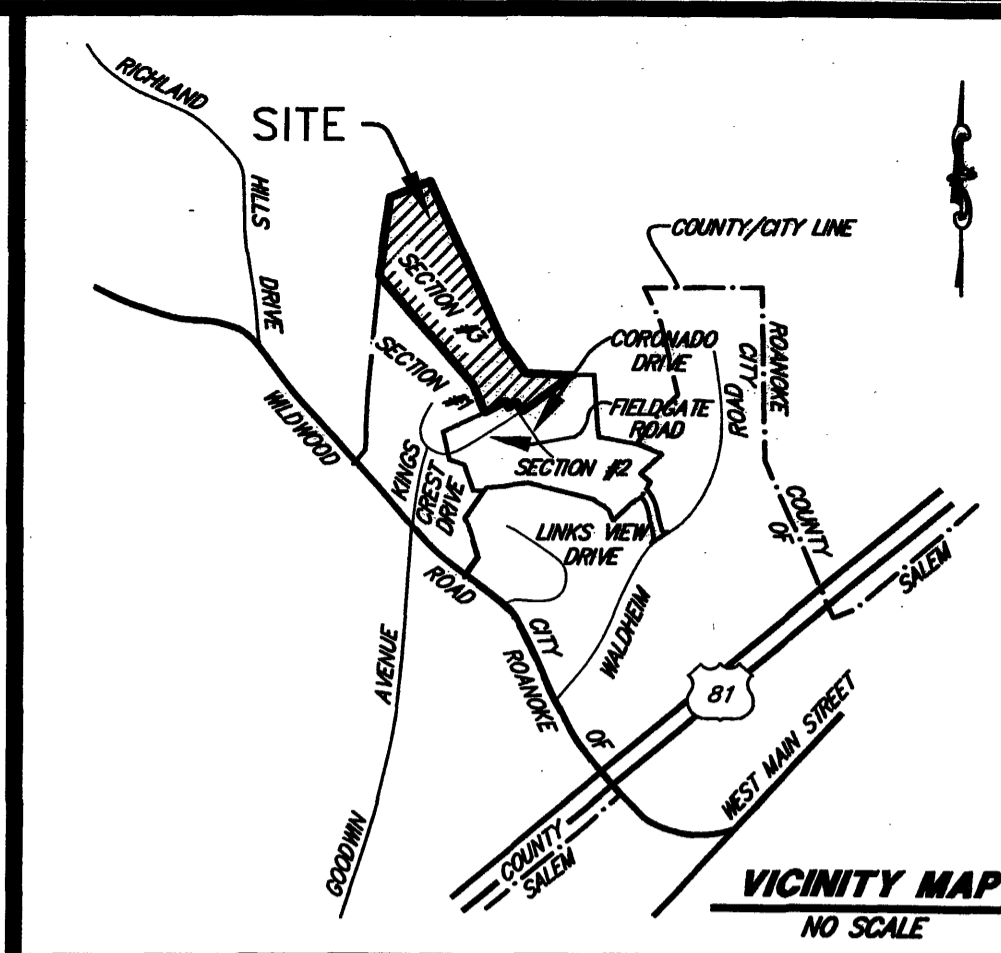 RICHLAND
HILLS
DRIVE
SITE
COUNTY/CITY LINE
SECTION #3
CORONADO
DRIVE
ROANOKE
CITY
ROAD
SECTION #1
FIELDGATE
ROAD
WILDWOOD
KINGS
CREST
DRIVE
SECTION #2
COUNTY
OF
SALEM
LINKS VIEW
DRIVE
ROAD
WALDHEIM
CITY
ROANOKE
OF
AVENUE
GOODWIN
81
WEST MAIN STREET
COUNTY
SALEM
VICINITY MAP
NO SCALE